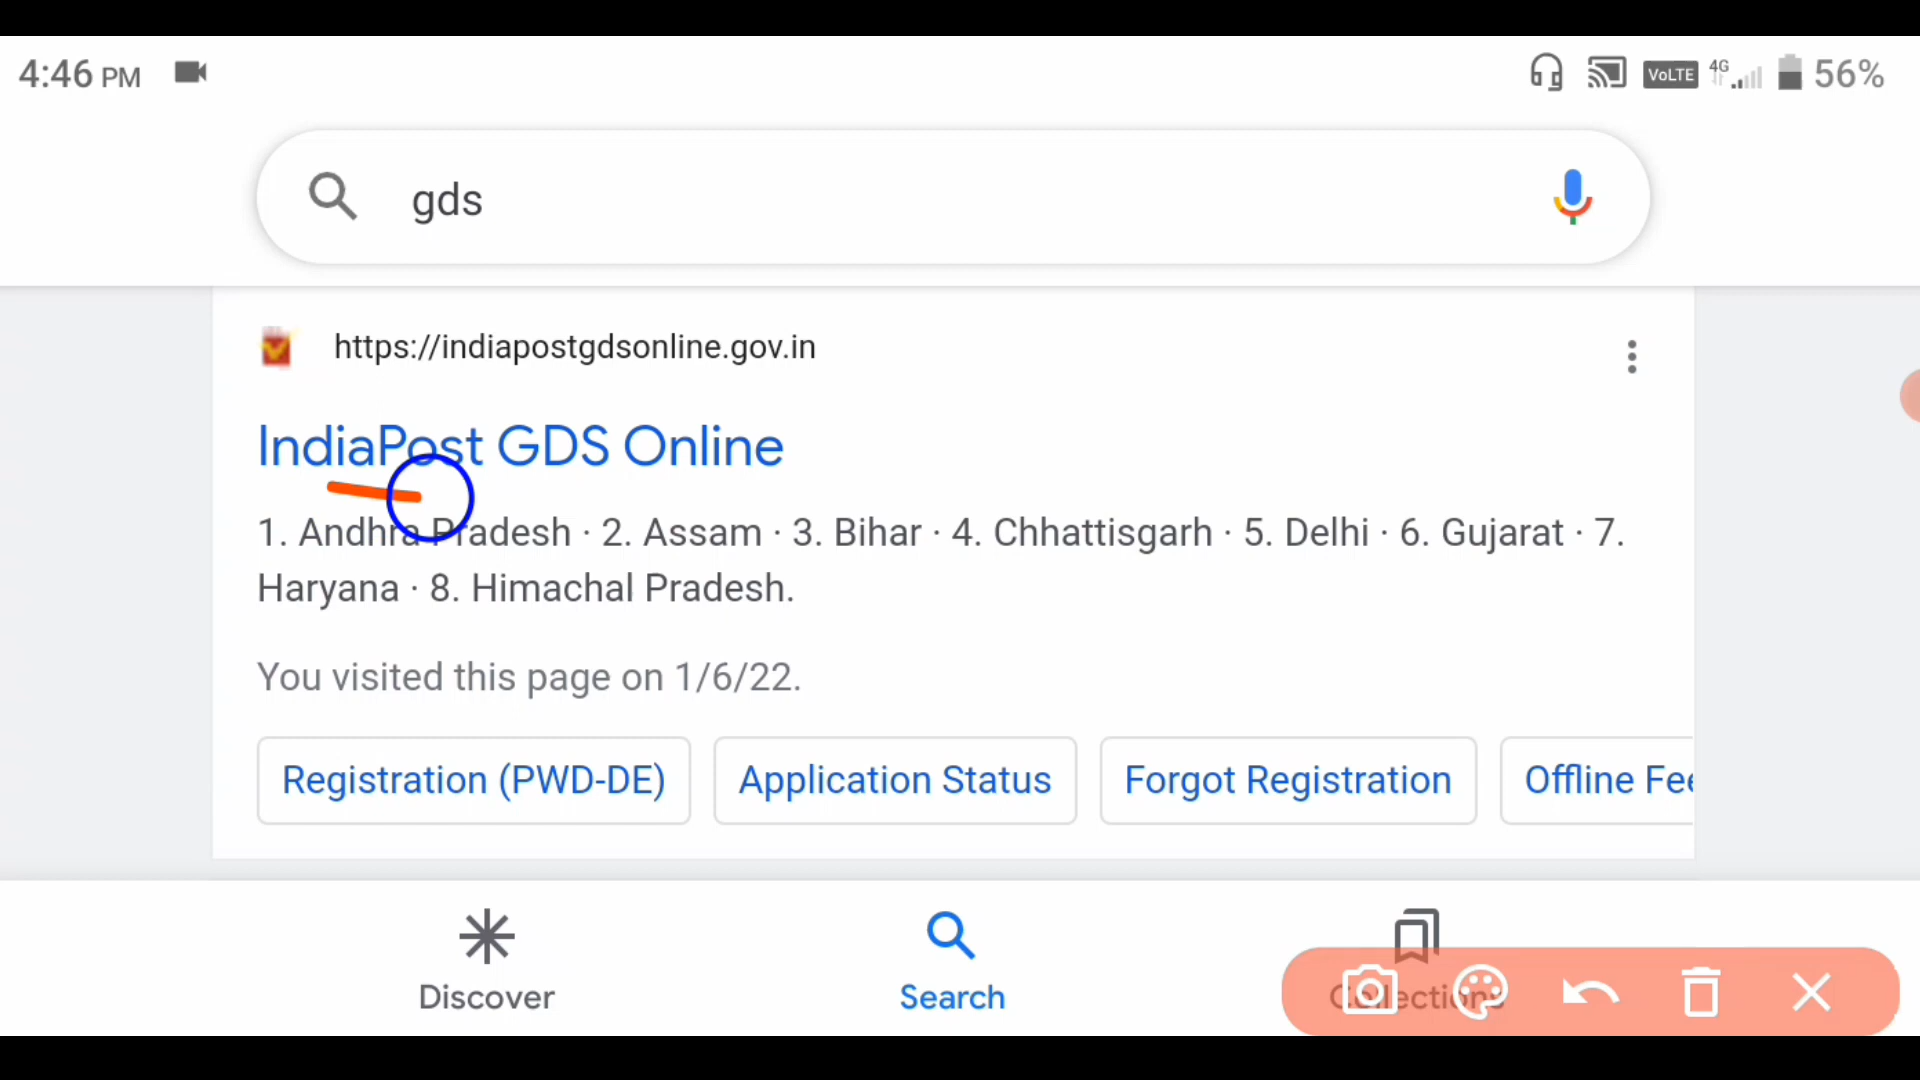 4:46 PM
VoLTE 4G 56%
gds
https://indiapostgdsonline.gov.in
IndiaPost GDS Online
1. Andhra Pradesh · 2. Assam · 3. Bihar · 4. Chhattisgarh · 5. Delhi · 6. Gujarat · 7.
Haryana · 8. Himachal Pradesh.
You visited this page on 1/6/22.
Registration (PWD-DE) Application Status Forgot Registration Offline Fee
Discover Search Collections